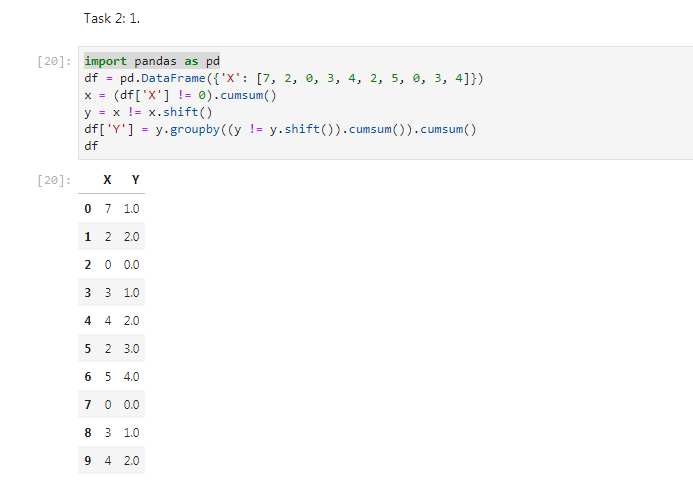 Task 2: 1.
[20]: import pandas as pd
df = pd.DataFrame({'X': [7, 2, 0, 3, 4, 2, 5, 0, 3, 4]})
x = (df['X'] != 0).cumsum()
y = x != x.shift()
df['Y'] = y.groupby((y != y.shift()).cumsum()).cumsum()
df
[20]: X Y
0 7 1.0
1 2 2.0
2 0 0.0
3 3 1.0
4 4 2.0
5 2 3.0
6 5 4.0
7 0 0.0
8 3 1.0
9 4 2.0